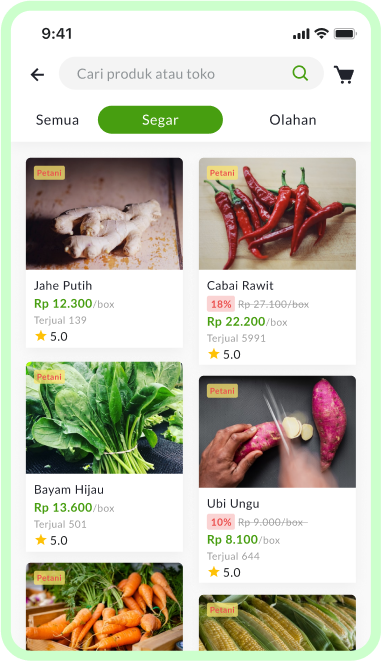 9:41
Cari produk atau toko
Semua
Segar
Olahan
Petani
Jahe Putih
Rp 12.300/box
Terjual 139
5.0
Petani
Cabai Rawit
18% Rp 27.100/box
Rp 22.200/box
Terjual 5991
5.0
Petani
Bayam Hijau
Rp 13.600/box
Terjual 501
5.0
Petani
Ubi Ungu
10% Rp 9.000/box
Rp 8.100/box
Terjual 644
5.0
Petani
Petani